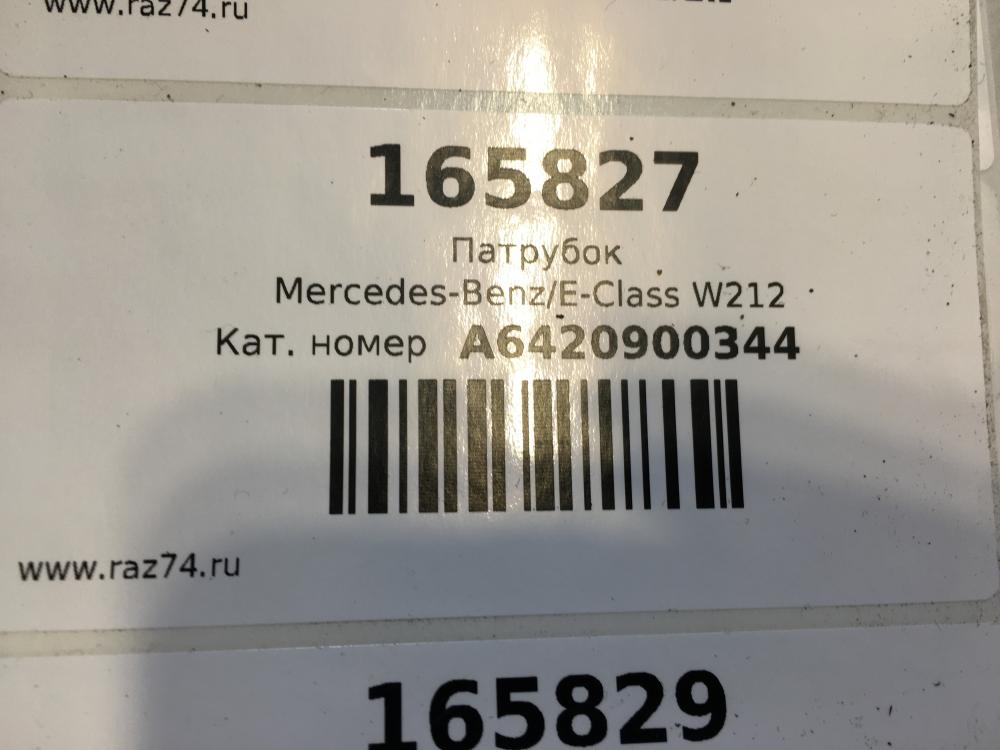 www.raz74.ru
165827
Патрубок
Mercedes-Benz/E-Class W212
Кат. номер A6420900344
www.raz74.ru
165829